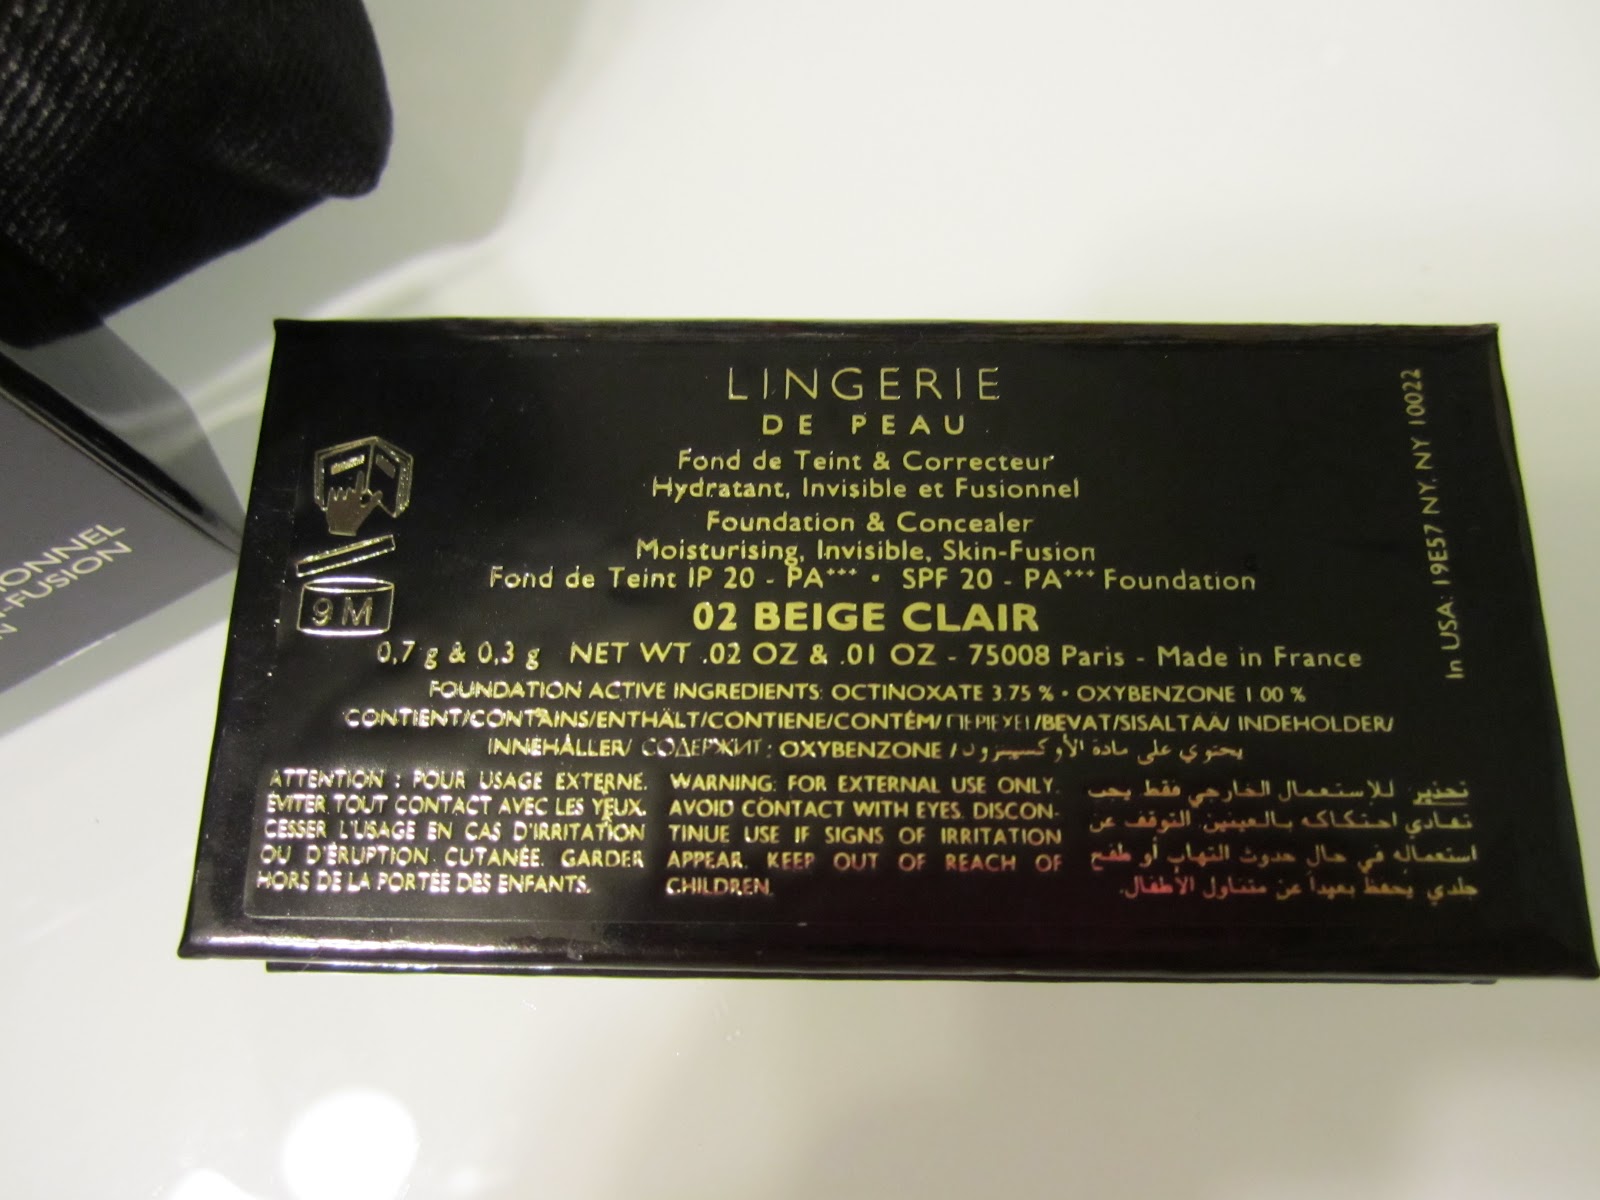 LINGERIE
DE PEAU
Fond de Teint & Correcteur
Hydratant, Invisible et Fusionnel
Foundation & Concealer
Moisturising, Invisible, Skin-Fusion
Fond de Teint IP 20 - PA+++ • SPF 20 - PA+++ Foundation
02 BEIGE CLAIR
0,7 g & 0,3 g NET WT .02 OZ & .01 OZ - 75008 Paris - Made in France
FOUNDATION ACTIVE INGREDIENTS: OCTINOXATE 3.75 % • OXYBENZONE 1.00 %
CONTIENT/CONTAINS/ENTHÄLT/CONTIENE/CONTÉM/ ΠΕΡΙΕΧΕΙ/BEVAT/SISÄLTÄÄ/ INDEHOLDER/
INNEHÅLLER/ СОДЕРЖИТ : OXYBENZONE / يحتوي على مادة الأوكسيبنزون
ATTENTION : POUR USAGE EXTERNE.
ÉVITER TOUT CONTACT AVEC LES YEUX.
CESSER L'USAGE EN CAS D'IRRITATION
OU D'ÉRUPTION CUTANÉE. GARDER
HORS DE LA PORTÉE DES ENFANTS.
WARNING: FOR EXTERNAL USE ONLY.
AVOID CONTACT WITH EYES. DISCON-
TINUE USE IF SIGNS OF IRRITATION
APPEAR. KEEP OUT OF REACH OF
CHILDREN.
تحذير للإستعمال الخارجي فقط يجب
تفادي احتكاكه بالعينين. التوقف عن
استعماله في حال حدوث التهاب أو طفح
جلدي يحفظ بعيداً عن متناول الأطفال.
9 M
In USA: 19E57 NY, NY 10022
IONNEL
-FUSION